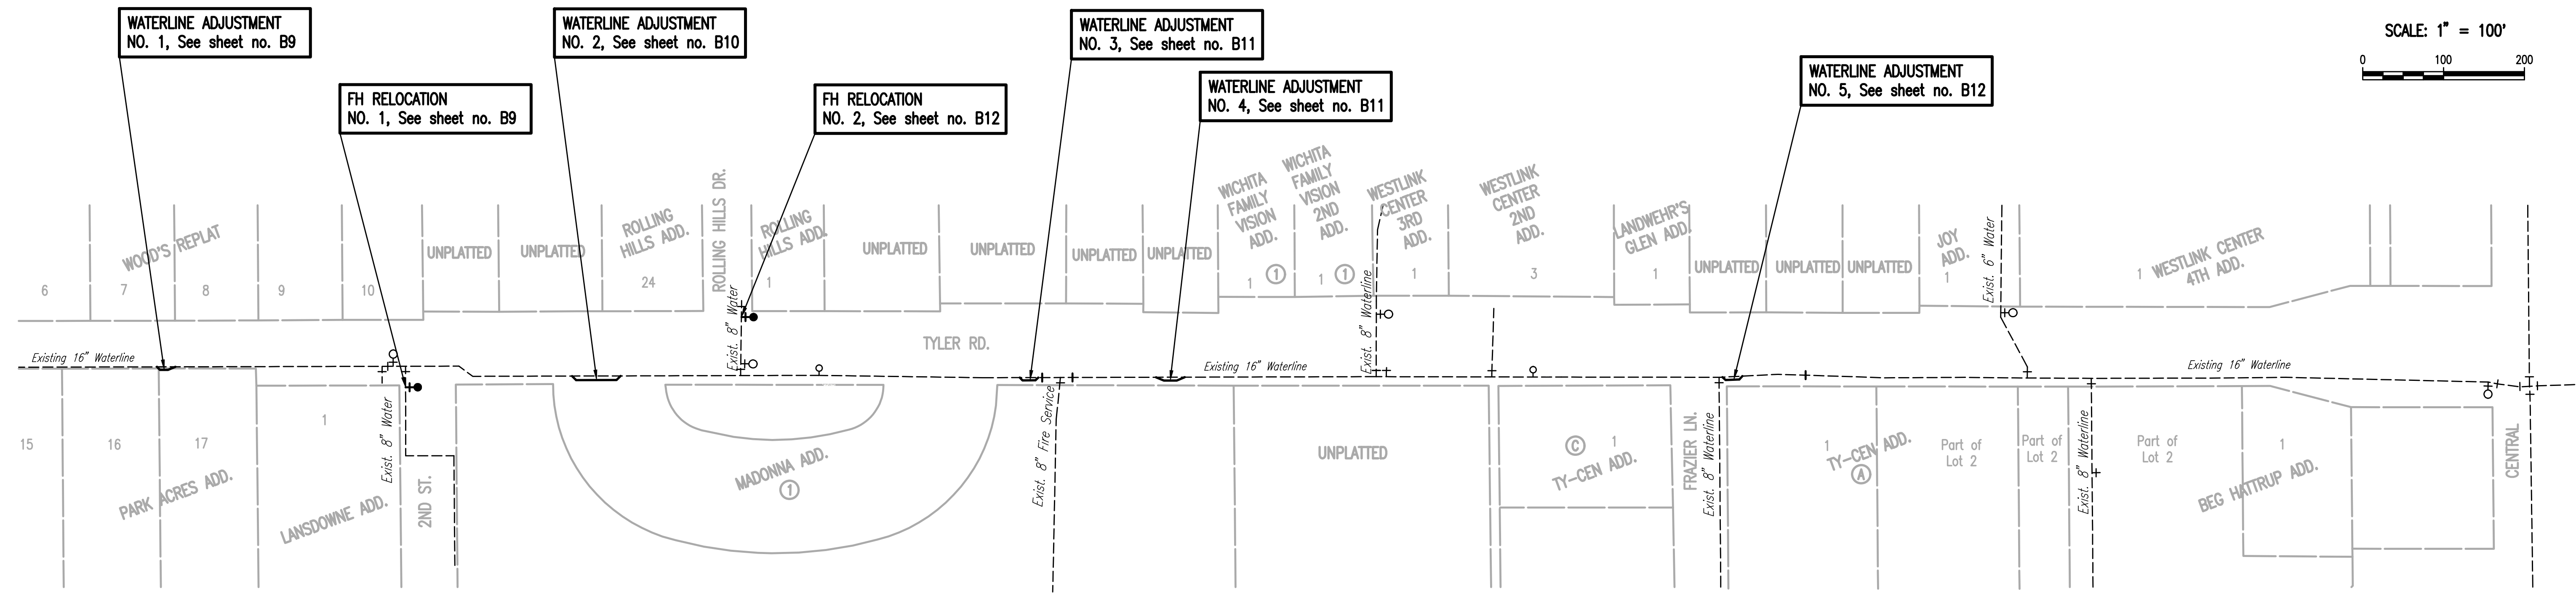 WATERLINE ADJUSTMENT
NO. 1, See sheet no. B9
WATERLINE ADJUSTMENT
NO. 2, See sheet no. B10
WATERLINE ADJUSTMENT
NO. 3, See sheet no. B11
SCALE: 1" = 100'
0 100 200
FH RELOCATION
NO. 1, See sheet no. B9
FH RELOCATION
NO. 2, See sheet no. B12
WATERLINE ADJUSTMENT
NO. 4, See sheet no. B11
WATERLINE ADJUSTMENT
NO. 5, See sheet no. B12
WOOD'S REPLAT
6
7
8
9
10
UNPLATTED
UNPLATTED
ROLLING
HILLS ADD.
24
ROLLING HILLS DR.
ROLLING
HILLS ADD.
1
UNPLATTED
UNPLATTED
UNPLATTED
UNPLATTED
WICHITA
FAMILY
VISION
ADD.
1
1
WICHITA
FAMILY
VISION
2ND
ADD.
1
1
WESTLINK
CENTER
3RD
ADD.
1
WESTLINK
CENTER
2ND
ADD.
3
LANDWEHR'S
GLEN ADD.
1
UNPLATTED
UNPLATTED
UNPLATTED
JOY
ADD.
1
Exist. 6" Water
1
WESTLINK CENTER
4TH ADD.
Exist. 8" Water
TYLER RD.
Exist. 8" Waterline
Existing 16" Waterline
Existing 16" Waterline
Existing 16" Waterline
15
16
17
PARK ACRES ADD.
1
LANSDOWNE ADD.
Exist. 8" Water
2ND ST.
MADONNA ADD.
1
Exist. 8" Fire Service
UNPLATTED
C
1
TY-CEN ADD.
FRAZIER LN.
Exist. 8" Waterline
1
TY-CEN ADD.
A
Part of
Lot 2
Part of
Lot 2
Exist. 8" Waterline
Part of
Lot 2
1
BEG HATTRUP ADD.
CENTRAL